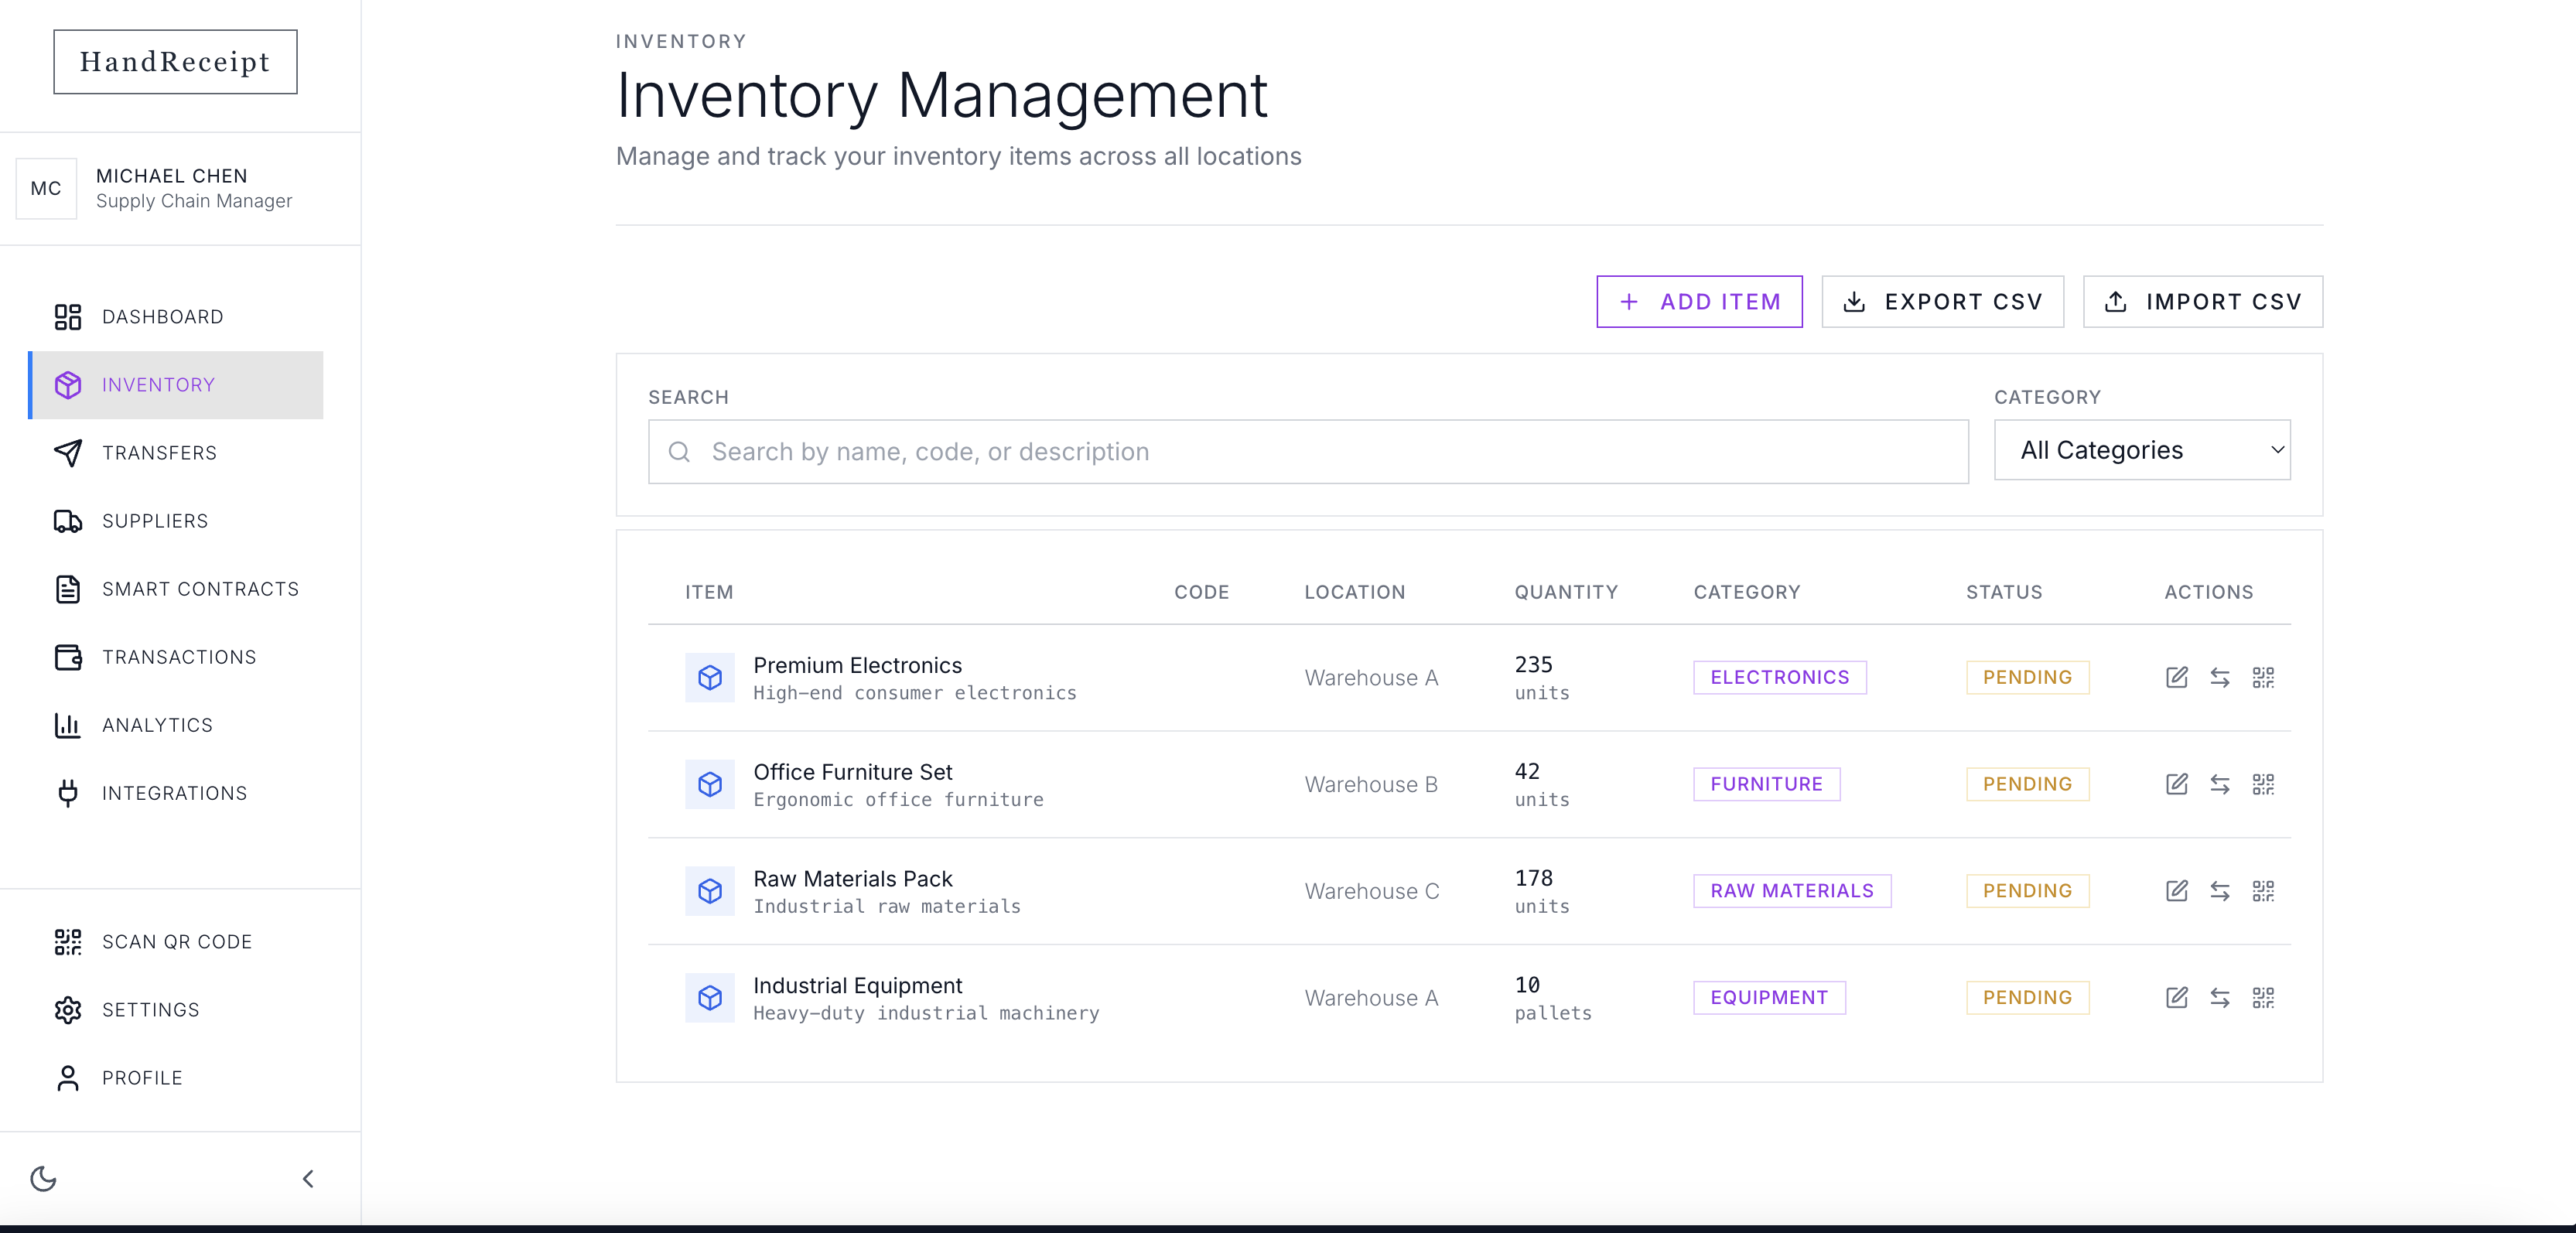 HandReceipt
MC
MICHAEL CHEN
Supply Chain Manager
DASHBOARD
INVENTORY
TRANSFERS
SUPPLIERS
SMART CONTRACTS
TRANSACTIONS
ANALYTICS
INTEGRATIONS
SCAN QR CODE
SETTINGS
PROFILE
INVENTORY
Inventory Management
Manage and track your inventory items across all locations
ADD ITEM EXPORT CSV IMPORT CSV
SEARCH CATEGORY
Search by name, code, or description All Categories
ITEM CODE LOCATION QUANTITY CATEGORY STATUS ACTIONS
Premium Electronics
High-end consumer electronics
Warehouse A
235
units
ELECTRONICS
PENDING
Office Furniture Set
Ergonomic office furniture
Warehouse B
42
units
FURNITURE
PENDING
Raw Materials Pack
Industrial raw materials
Warehouse C
178
units
RAW MATERIALS
PENDING
Industrial Equipment
Heavy-duty industrial machinery
Warehouse A
10
pallets
EQUIPMENT
PENDING